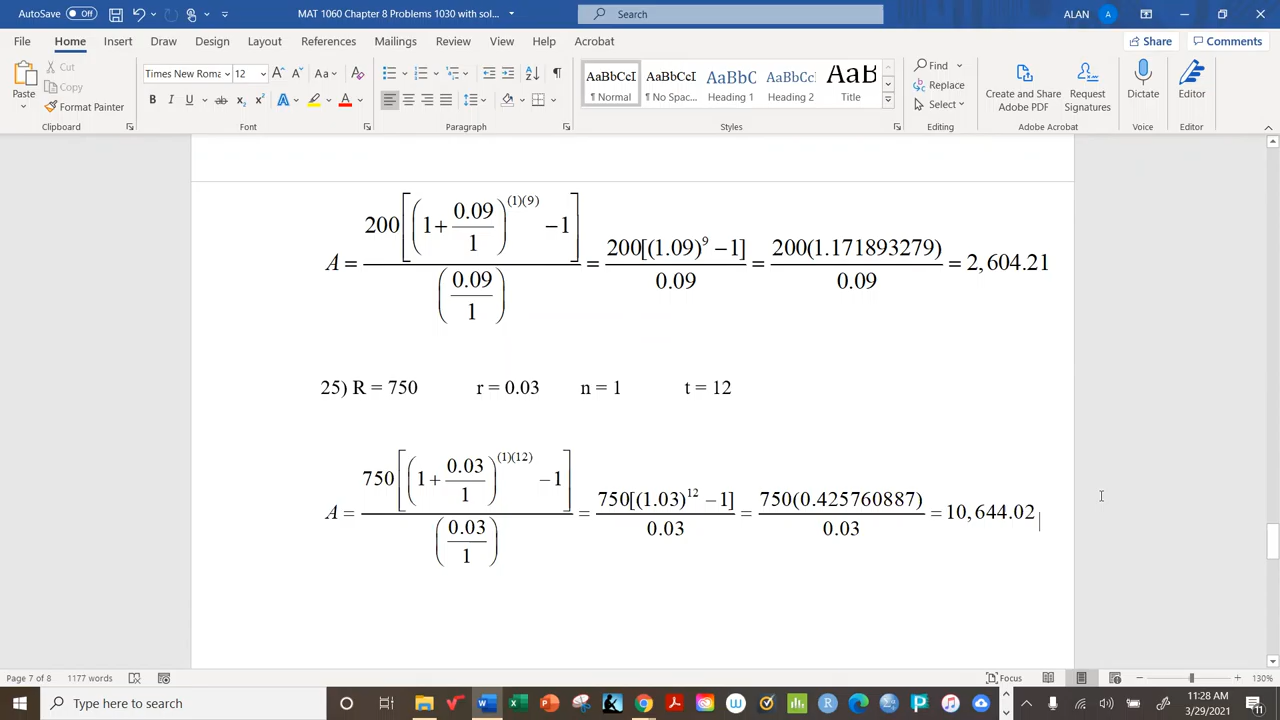 AutoSave Off MAT 1060 Chapter 8 Problems 1030 with sol... Search ALAN A
File Home Insert Draw Design Layout References Mailings Review View Help Acrobat Share Comments
Paste Cut Copy Format Painter
Times New Roma 12
AaBbCcI AaBbCcI AaBbC AaBbCc AaB
¶ Normal ¶ No Spac... Heading 1 Heading 2 Title
Find Replace Select
Create and Share Adobe PDF Request Signatures Dictate Editor
Clipboard Font Paragraph Styles Editing Adobe Acrobat Voice Editor
A = 200[(1+0.09/1)^(1)(9) −1] / (0.09/1) = 200[(1.09)^9 −1] / 0.09 = 200(1.171893279) / 0.09 = 2,604.21
25) R = 750 r = 0.03 n = 1 t = 12
A = 750[(1+0.03/1)^(1)(12) −1] / (0.03/1) = 750[(1.03)^12 −1] / 0.03 = 750(0.425760887) / 0.03 = 10,644.02
Page 7 of 8 1177 words Focus 130%
Type here to search 11:28 AM
3/29/2021